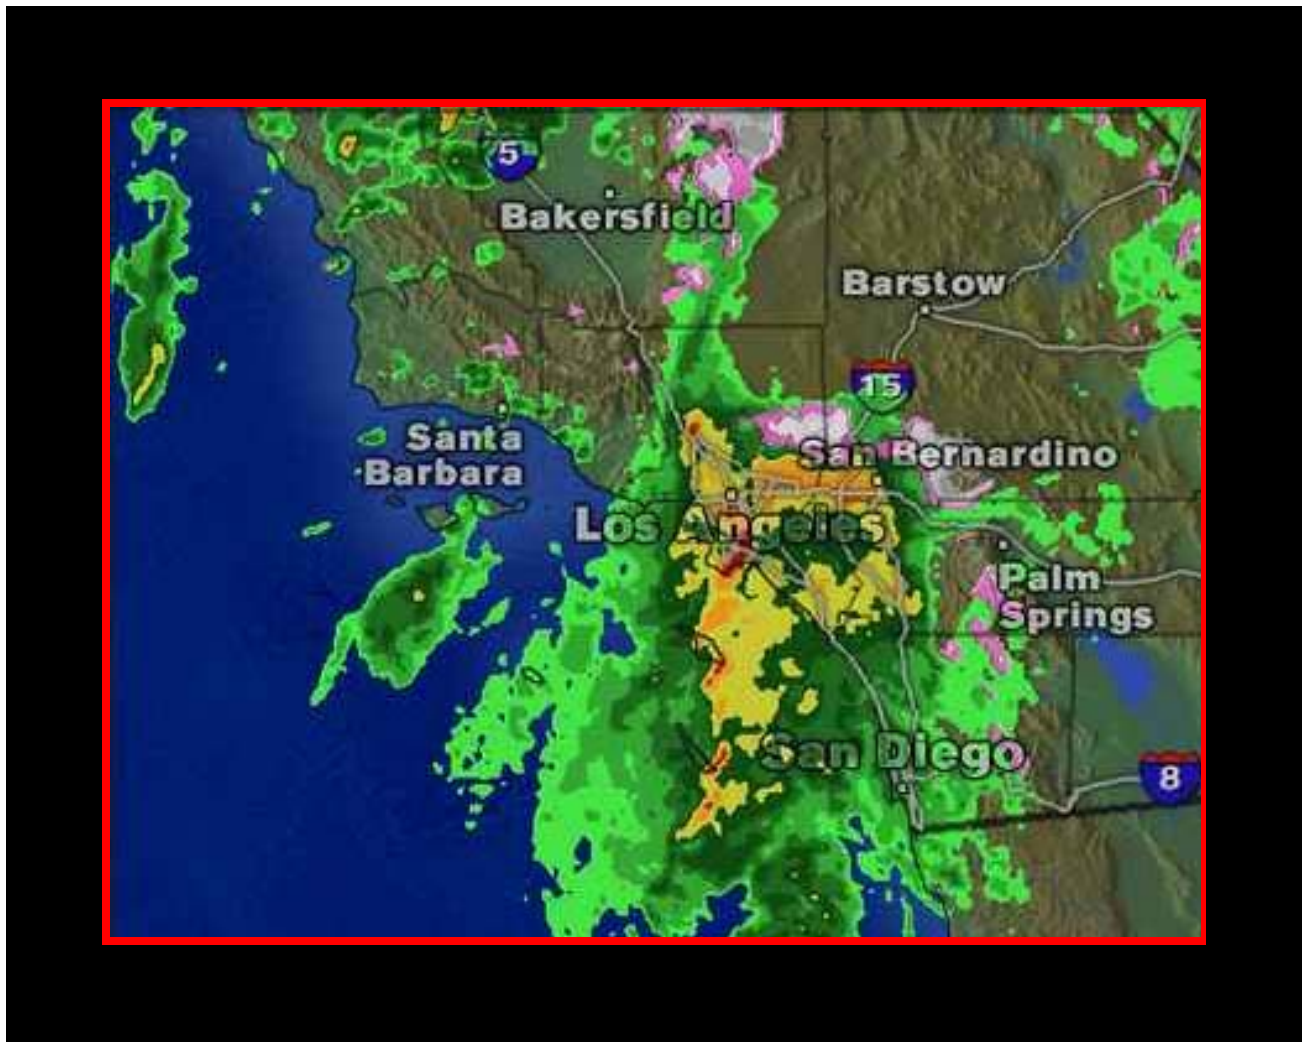 5
Bakersfield
Barstow
15
Santa
Barbara
San Bernardino
Los Angeles
Palm
Springs
San Diego
8